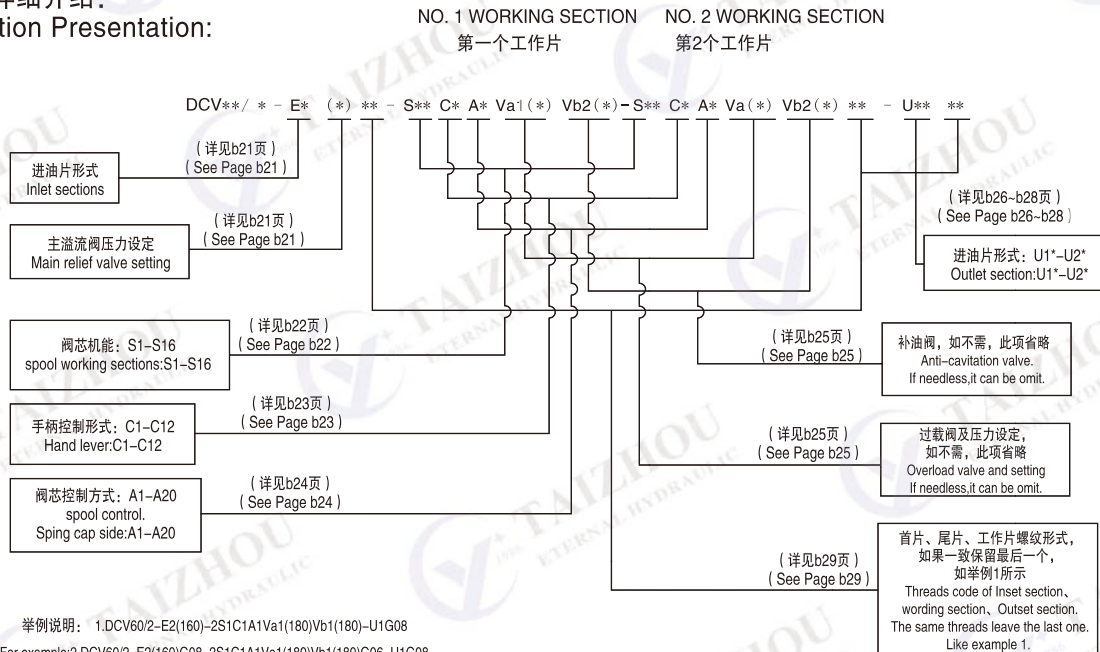 详细介绍：
tion Presentation:
NO. 1 WORKING SECTION NO. 2 WORKING SECTION
第一个工作片 第2个工作片
DCV**/ * - E* (*) ** - S** C* A* Va1(*) Vb2(*)-S** C* A* Va(*) Vb2(*) ** - U** **
进油片形式
Inlet sections
（详见b21页）
( See Page b21 )
主溢流阀压力设定
Main relief valve setting
（详见b21页）
( See Page b21 )
阀芯机能：S1-S16
spool working sections:S1-S16
（详见b22页）
( See Page b22 )
手柄控制形式：C1-C12
Hand lever:C1-C12
（详见b23页）
( See Page b23 )
阀芯控制方式：A1-A20
spool control.
Sping cap side:A1-A20
（详见b24页）
( See Page b24 )
（详见b26~b28页）
( See Page b26~b28 )
进油片形式：U1*-U2*
Outlet section:U1*-U2*
（详见b25页）
( See Page b25 )
补油阀，如不需，此项省略
Anti-cavitation valve.
If needless,it can be omit.
（详见b25页）
( See Page b25 )
过载阀及压力设定，
如不需，此项省略
Overload valve and setting
If needless,it can be omit.
（详见b29页）
( See Page b29 )
首片、尾片、工作片螺纹形式，
如果一致保留最后一个，
如举例1所示
Threads code of Inset section、
wording section、Outset section.
The same threads leave the last one.
Like example 1.
举例说明： 1.DCV60/2-E2(160)-2S1C1A1Va1(180)Vb1(180)-U1G08
For example:2.DCV60/2-E2(160)G08-2S1C1A1Va1(180)Vb1(180)G06-U1G08
TAIZHOU
ETERNAL HYDRAULIC